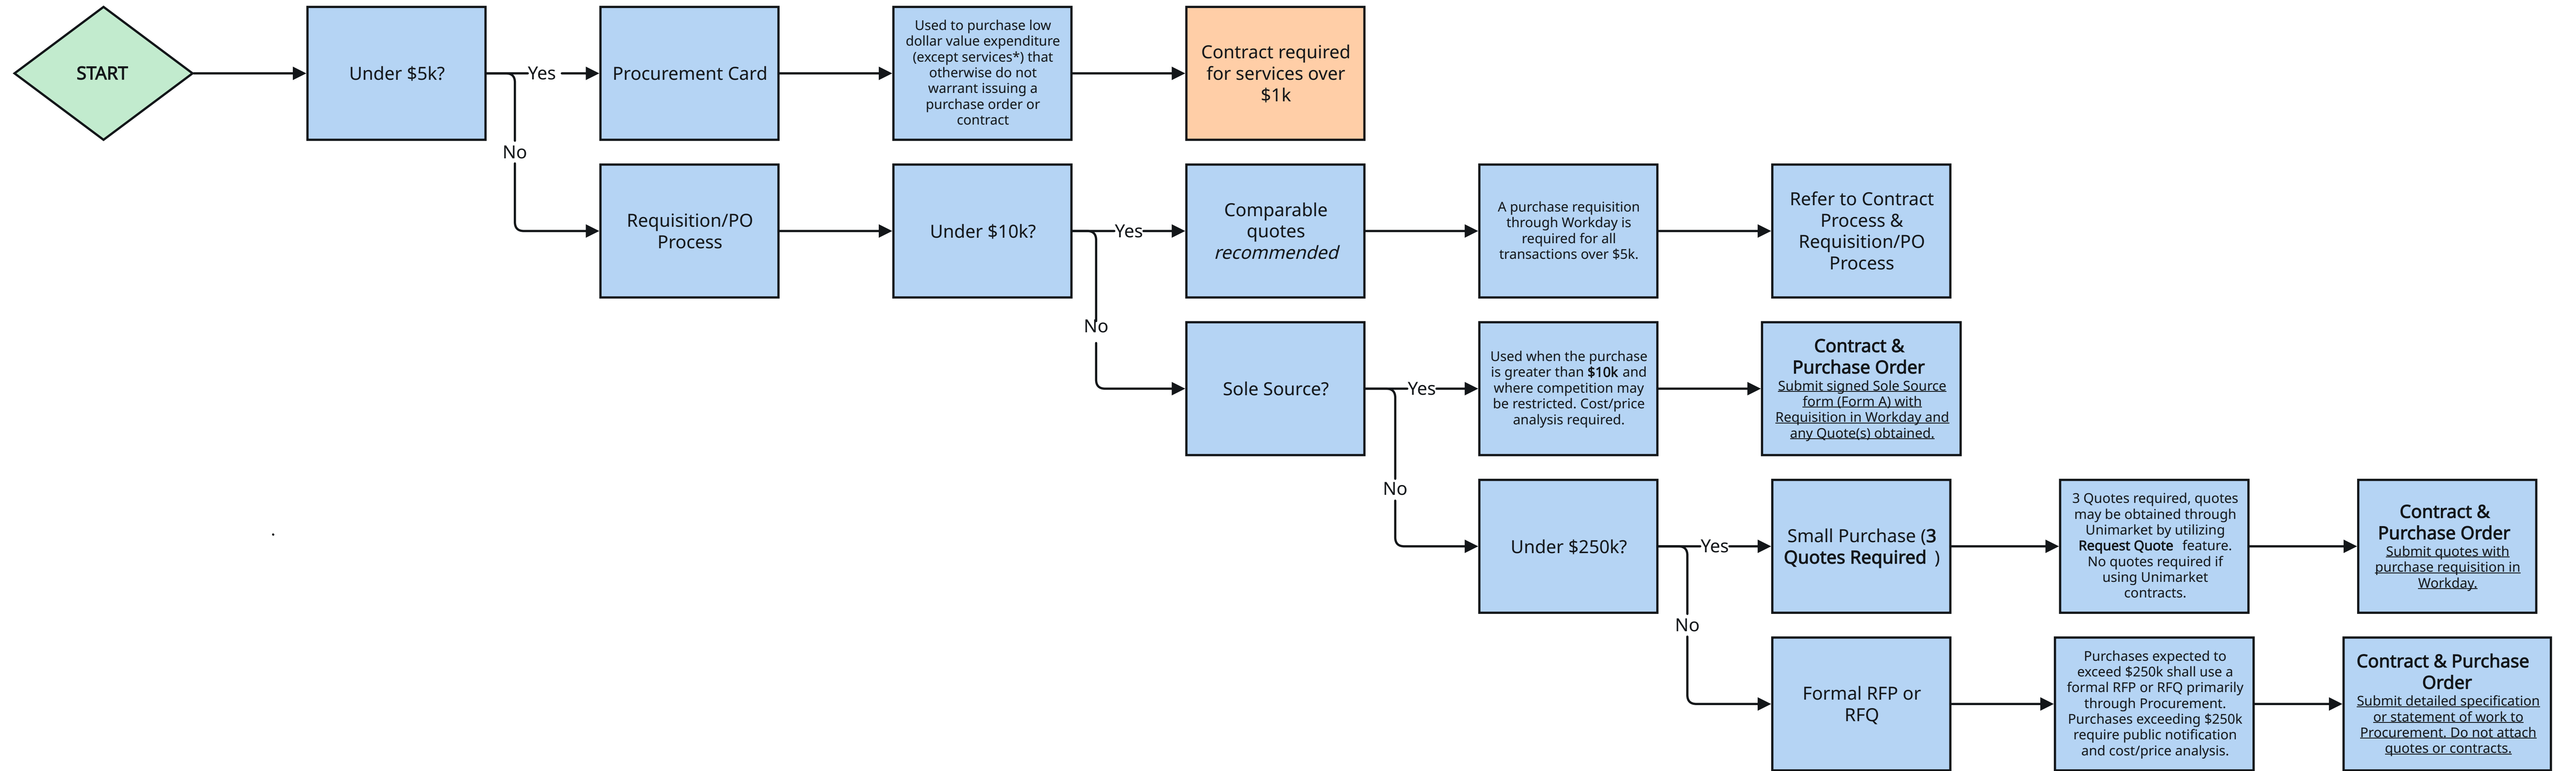 START
Under $5k?
Yes
Procurement Card
Used to purchase low
dollar value expenditure
(except services*) that
otherwise do not
warrant issuing a
purchase order or
contract
Contract required
for services over
$1k
No
Requisition/PO
Process
Under $10k?
Yes
Comparable
quotes
recommended
A purchase requisition
through Workday is
required for all
transactions over $5k.
Refer to Contract
Process &
Requisition/PO
Process
No
Sole Source?
Yes
Used when the purchase
is greater than $10k and
where competition may
be restricted. Cost/price
analysis required.
Contract &
Purchase Order
Submit signed Sole Source
form (Form A) with
Requisition in Workday and
any Quote(s) obtained.
No
Under $250k?
Yes
Small Purchase (3
Quotes Required )
3 Quotes required, quotes
may be obtained through
Unimarket by utilizing
Request Quote feature.
No quotes required if
using Unimarket
contracts.
Contract &
Purchase Order
Submit quotes with
purchase requisition in
Workday.
.
No
Formal RFP or
RFQ
Purchases expected to
exceed $250k shall use a
formal RFP or RFQ primarily
through Procurement.
Purchases exceeding $250k
require public notification
and cost/price analysis.
Contract & Purchase
Order
Submit detailed specification
or statement of work to
Procurement. Do not attach
quotes or contracts.